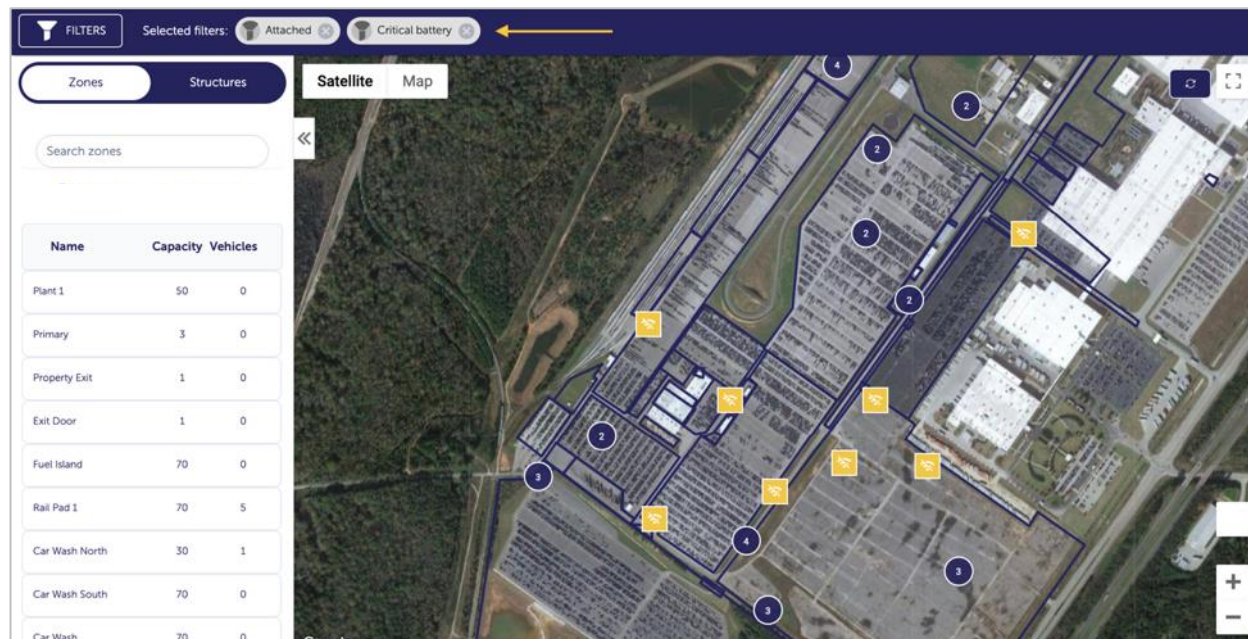 FILTERS Selected filters: Attached Critical battery
Zones Structures
Satellite Map
Search zones
Name Capacity Vehicles
Plant 1 50 0
Primary 3 0
Property Exit 1 0
Exit Door 1 0
Fuel Island 70 0
Rail Pad 1 70 5
Car Wash North 30 1
Car Wash South 70 0
Car Wash 70 0
4
2
2
2
2
2
3
4
3
3